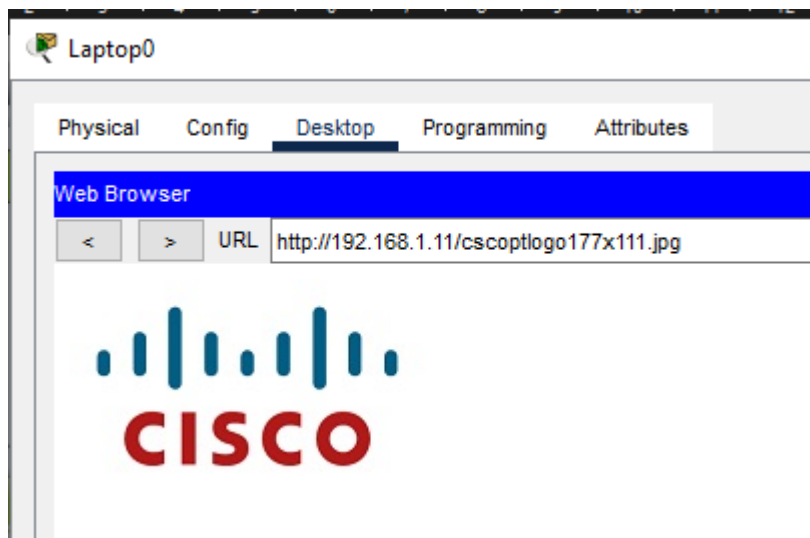 Laptop0
Physical Config Desktop Programming Attributes
Web Browser
< > URL http://192.168.1.11/cscoptlogo177x111.jpg
CISCO